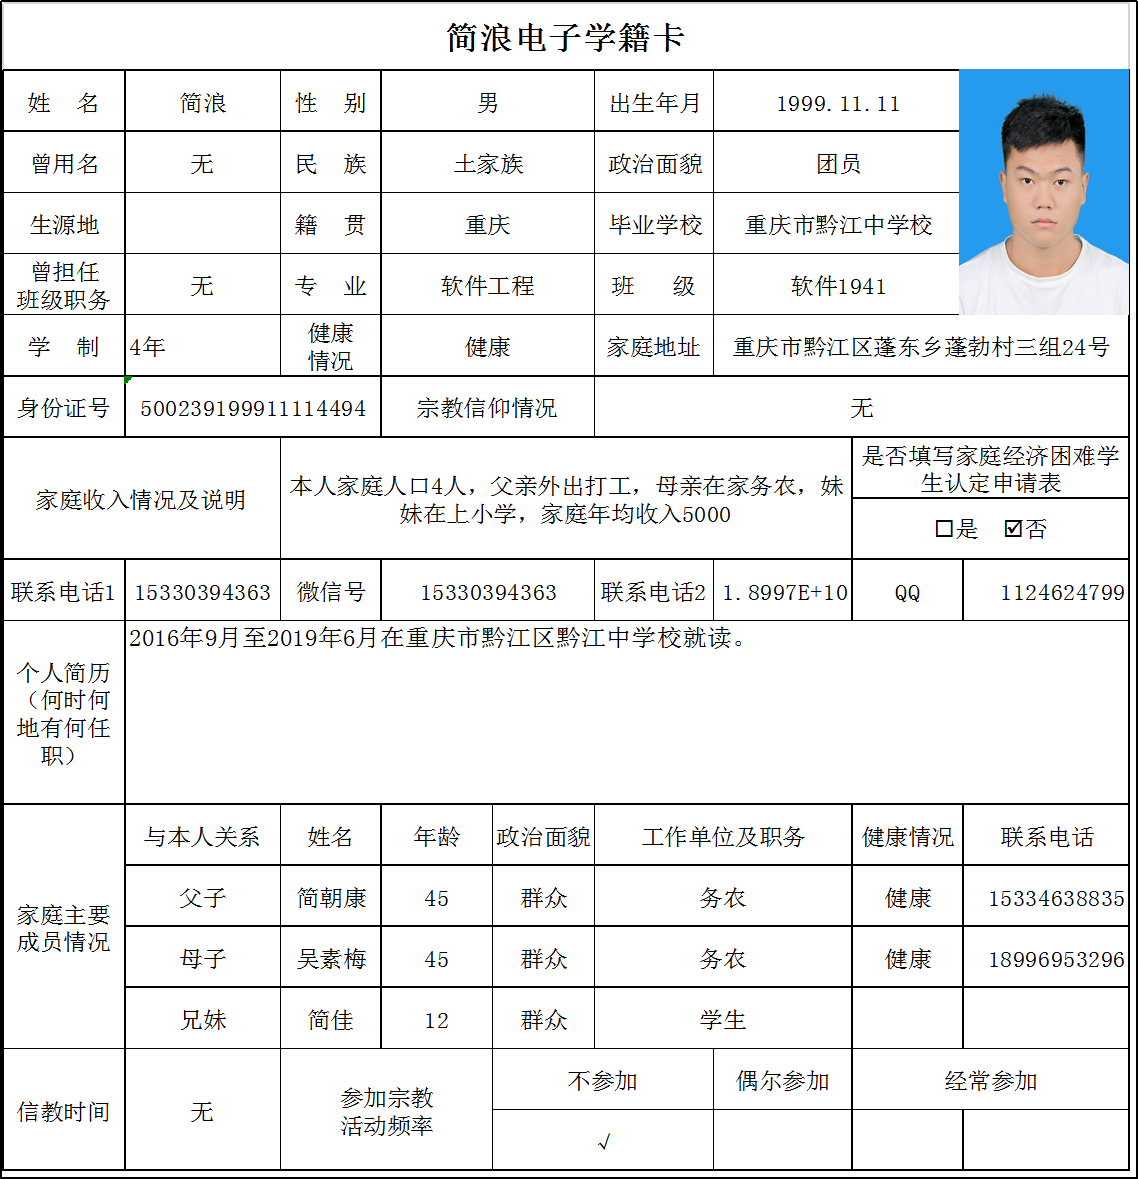 简浪电子学籍卡
姓 名 简浪 性 别 男 出生年月 1999.11.11
曾用名 无 民 族 土家族 政治面貌 团员
生源地 籍 贯 重庆 毕业学校 重庆市黔江中学校
曾担任
班级职务 无 专 业 软件工程 班 级 软件1941
学 制 4年 健康
情况 健康 家庭地址 重庆市黔江区蓬东乡蓬勃村三组24号
身份证号 500239199911114494 宗教信仰情况 无
家庭收入情况及说明
本人家庭人口4人，父亲外出打工，母亲在家务农，妹
妹在上小学，家庭年均收入5000
是否填写家庭经济困难学
生认定申请表
☐是 ☑否
联系电话1 15330394363 微信号 15330394363 联系电话2 1.8997E+10 QQ 1124624799
个人简历
（何时何
地有何任
职）
2016年9月至2019年6月在重庆市黔江区黔江中学校就读。
家庭主要
成员情况
与本人关系 姓名 年龄 政治面貌 工作单位及职务 健康情况 联系电话
父子 简朝康 45 群众 务农 健康 15334638835
母子 吴素梅 45 群众 务农 健康 18996953296
兄妹 简佳 12 群众 学生
信教时间 无 参加宗教
活动频率
不参加 偶尔参加 经常参加
√